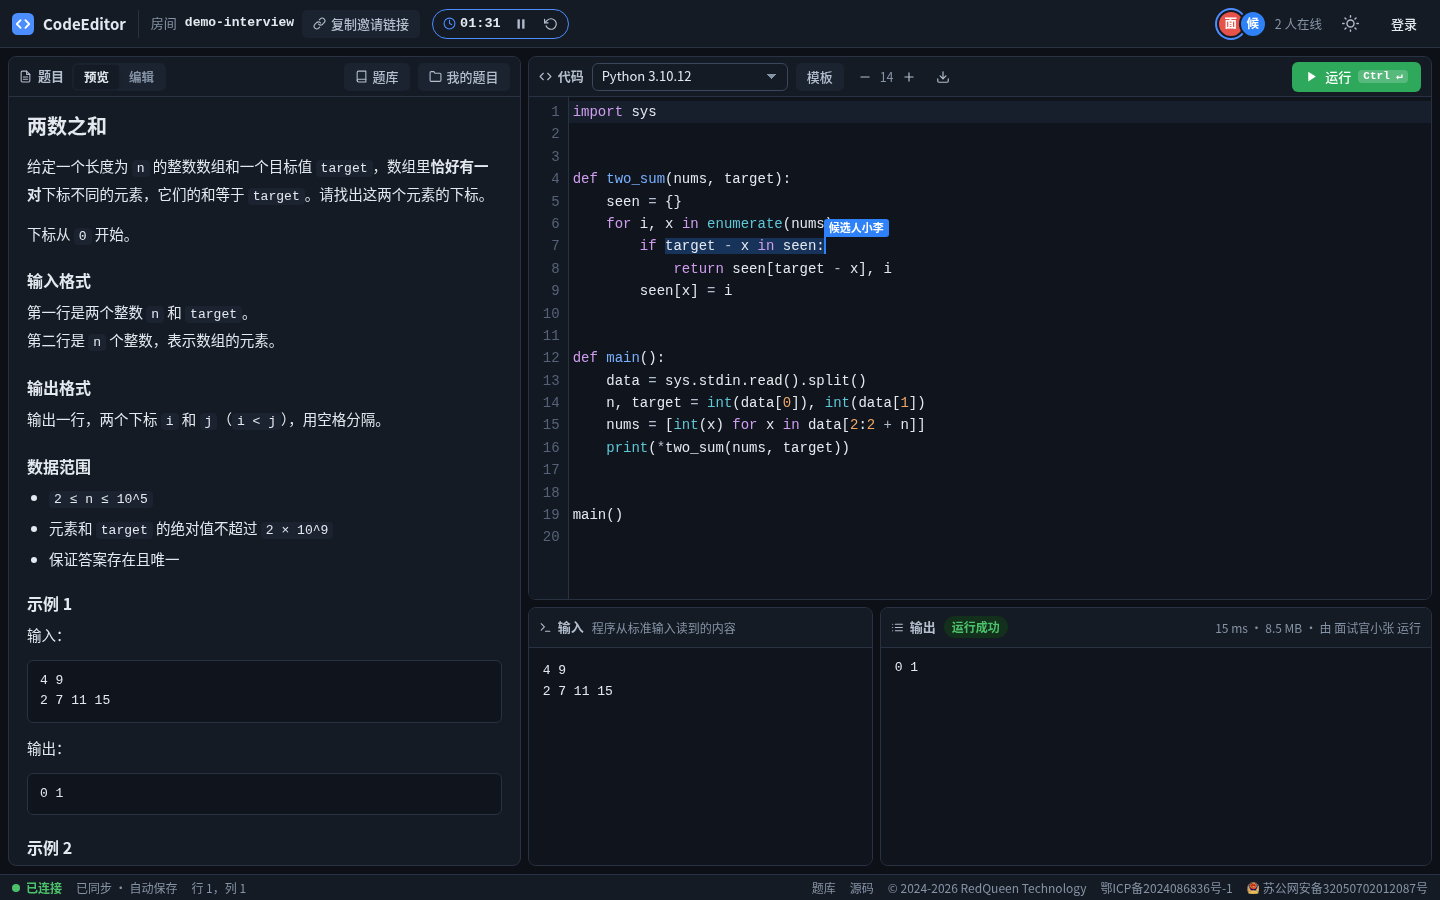 CodeEditor 房间 demo-interview 复制邀请链接 01:31 面 候 2 人在线 登录
题目 预览 编辑 题库 我的题目
两数之和
给定一个长度为 n 的整数数组和一个目标值 target，数组里恰好有一
对下标不同的元素，它们的和等于 target。请找出这两个元素的下标。
下标从 0 开始。
输入格式
第一行是两个整数 n 和 target。
第二行是 n 个整数，表示数组的元素。
输出格式
输出一行，两个下标 i 和 j（i < j），用空格分隔。
数据范围
2 ≤ n ≤ 10^5
元素和 target 的绝对值不超过 2 × 10^9
保证答案存在且唯一
示例 1
输入：
4 9
2 7 11 15
输出：
0 1
示例 2
代码 Python 3.10.12 模板 − 14 + 运行 Ctrl ↵
1 import sys
2
3
4 def two_sum(nums, target):
5 seen = {}
6 for i, x in enumerate(nums)
候选人小李
7 if target - x in seen:
8 return seen[target - x], i
9 seen[x] = i
10
11
12 def main():
13 data = sys.stdin.read().split()
14 n, target = int(data[0]), int(data[1])
15 nums = [int(x) for x in data[2:2 + n]]
16 print(*two_sum(nums, target))
17
18
19 main()
20
输入 程序从标准输入读到的内容
4 9
2 7 11 15
输出 运行成功 15 ms · 8.5 MB · 由 面试官小张 运行
0 1
已连接 已同步 · 自动保存 行 1，列 1 题库 源码 © 2024-2026 RedQueen Technology 鄂ICP备2024086836号-1 苏公网安备32050702012087号